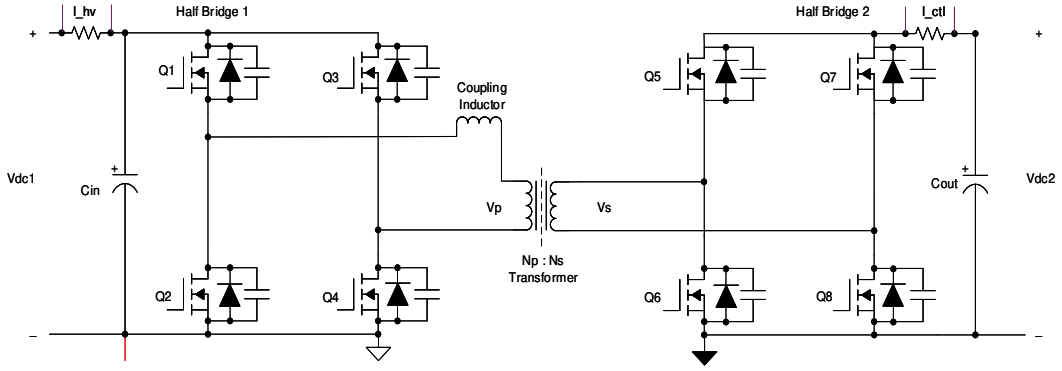 I_hv
Half Bridge 1
Half Bridge 2
I_ctl
+
+
Q1
Q3
Q5
Q7
Coupling
Inductor
Vdc1
+
Cin
Vp
Vs
Cout
+
Vdc2
Np : Ns
Transformer
Q2
Q4
Q6
Q8
–
–